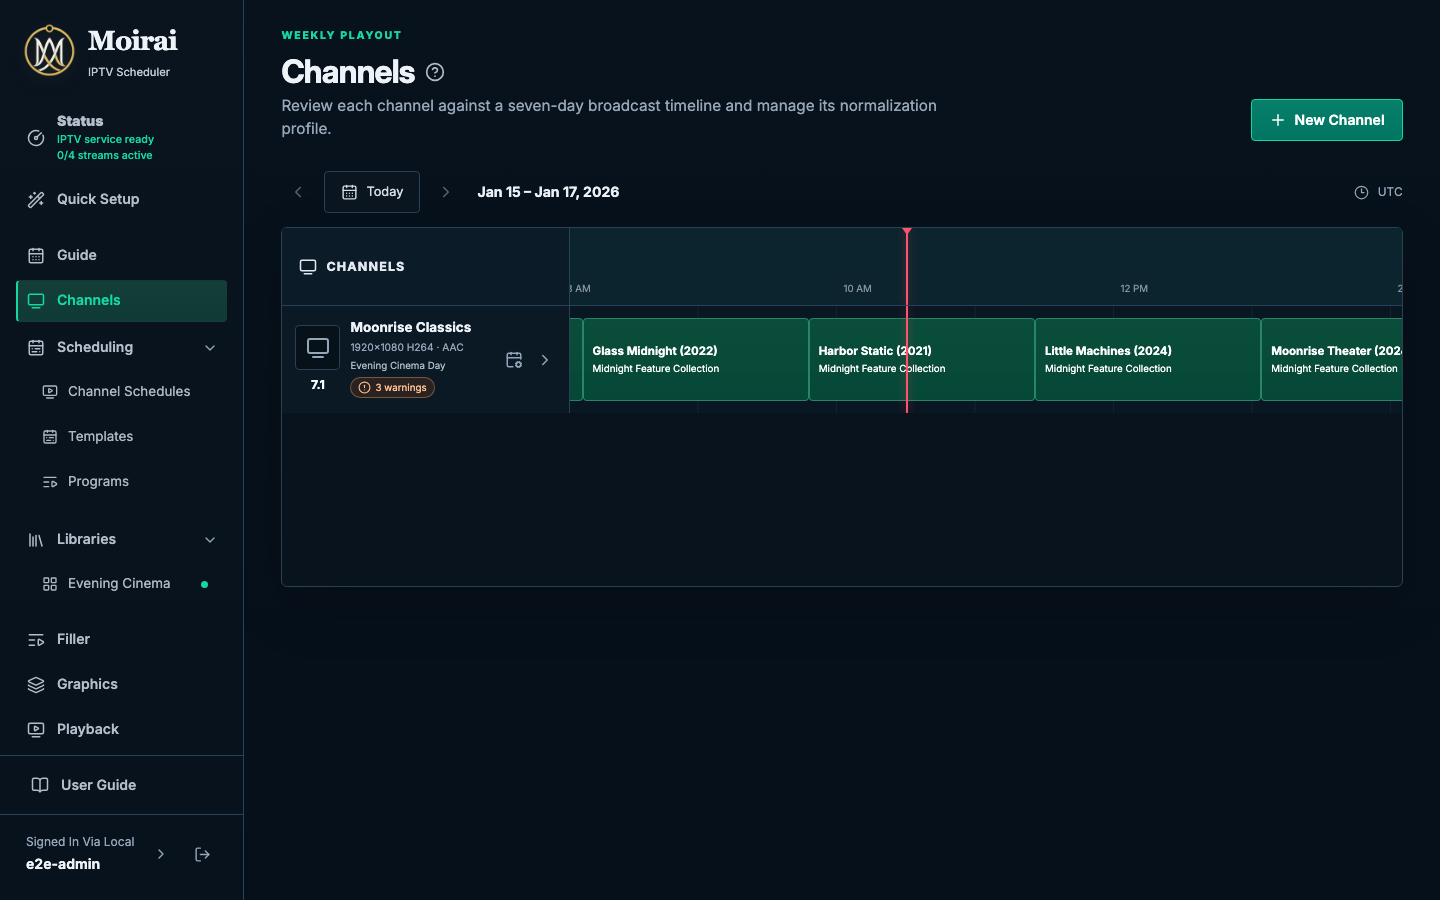 Moirai
IPTV Scheduler
Status
IPTV service ready
0/4 streams active
Quick Setup
Guide
Channels
Scheduling
Channel Schedules
Templates
Programs
Libraries
Evening Cinema
Filler
Graphics
Playback
User Guide
Signed In Via Local
e2e-admin
WEEKLY PLAYOUT
Channels
Review each channel against a seven-day broadcast timeline and manage its normalization
profile.
New Channel
Today
Jan 15 – Jan 17, 2026
UTC
CHANNELS
AM
10 AM
12 PM
Moonrise Classics
1920×1080 H264 · AAC
Evening Cinema Day
3 warnings
7.1
Glass Midnight (2022)
Midnight Feature Collection
Harbor Static (2021)
Midnight Feature Collection
Little Machines (2024)
Midnight Feature Collection
Moonrise Theater
Midnight Feature Collection